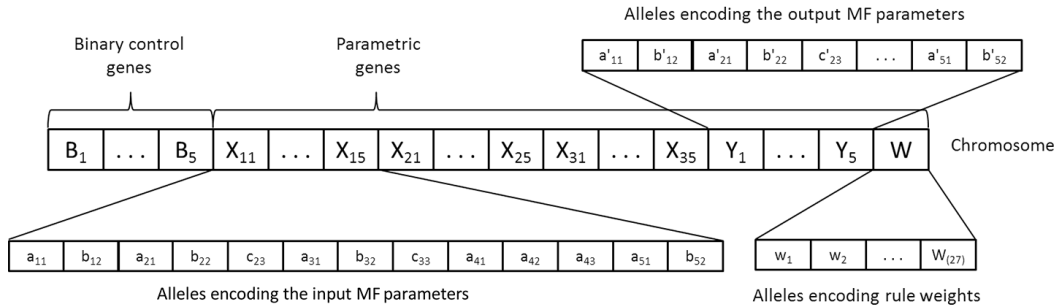 Alleles encoding the output MF parameters
Binary control genes
Parametric genes
a'₁₁ b'₁₂ a'₂₁ b'₂₂ c'₂₃ ... a'₅₁ b'₅₂
B₁ ... B₅ X₁₁ ... X₁₅ X₂₁ ... X₂₅ X₃₁ ... X₃₅ Y₁ ... Y₅ W Chromosome
a₁₁ b₁₂ a₂₁ b₂₂ c₂₃ a₃₁ b₃₂ c₃₃ a₄₁ a₄₂ a₄₃ a₅₁ b₅₂
w₁ w₂ ... W₍₂₇₎
Alleles encoding the input MF parameters
Alleles encoding rule weights